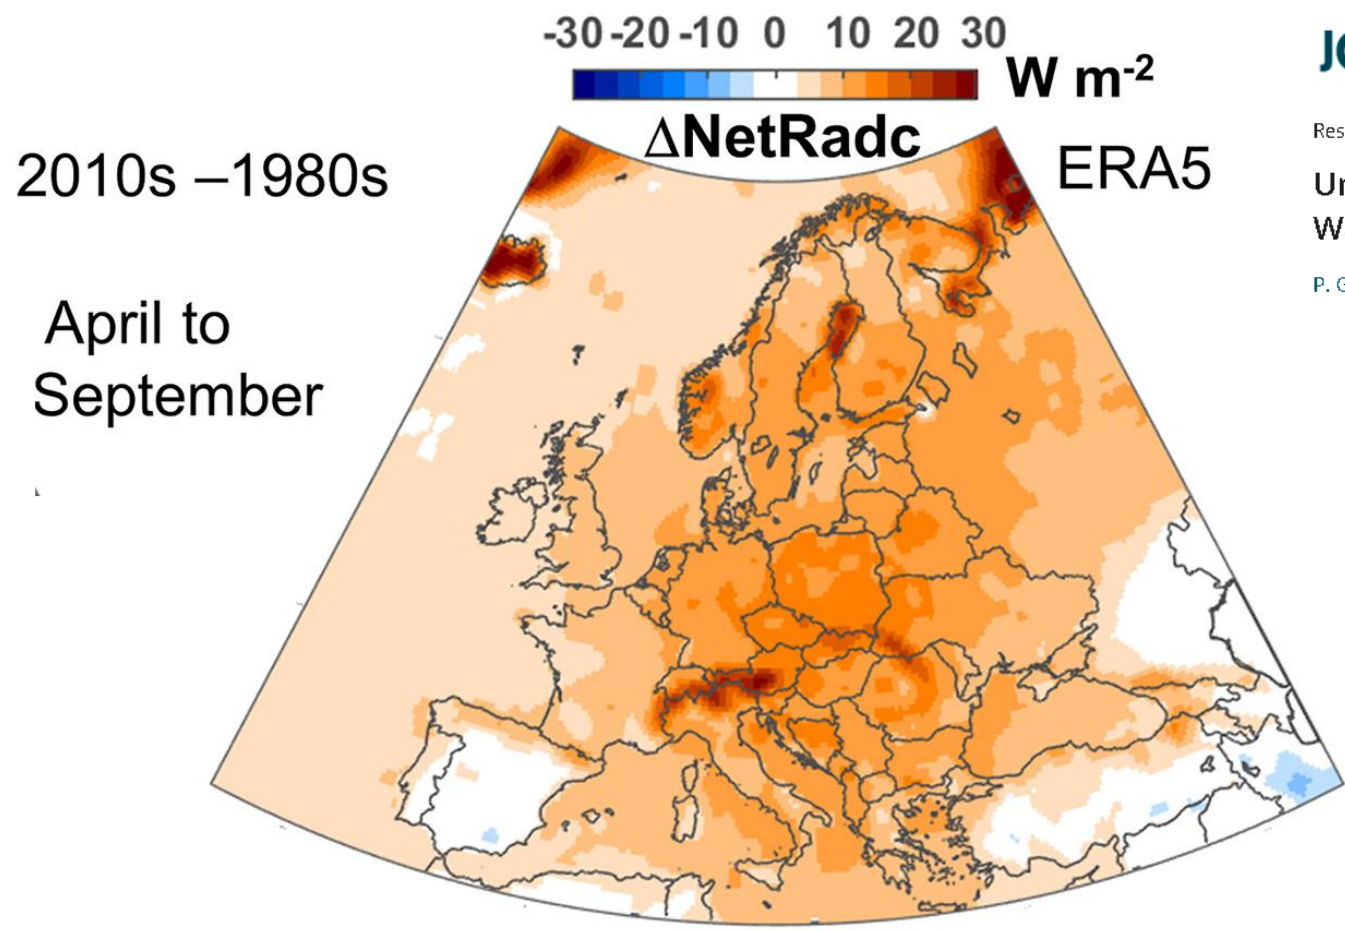 -30 -20 -10 0 10 20 30
W m-2
ΔNetRadc
2010s –1980s
ERA5
April to
September
Res
P. G